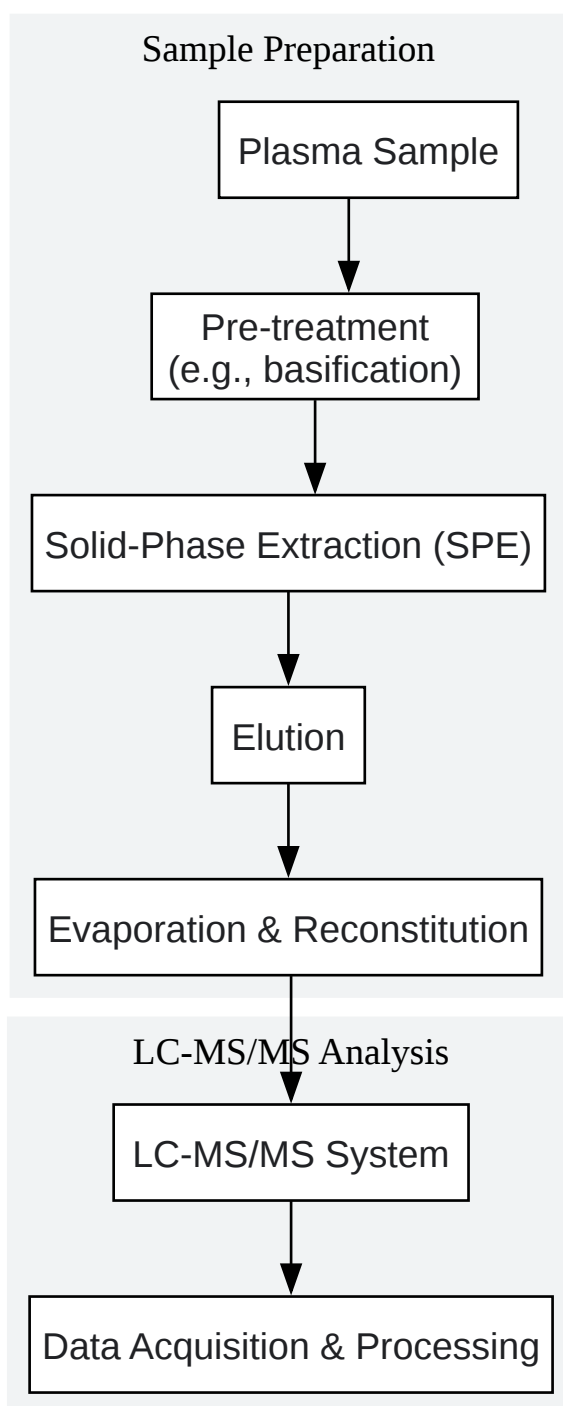 Sample Preparation
Plasma Sample
Pre-treatment
(e.g., basification)
Solid-Phase Extraction (SPE)
Elution
Evaporation & Reconstitution
LC-MS/MS Analysis
LC-MS/MS System
Data Acquisition & Processing